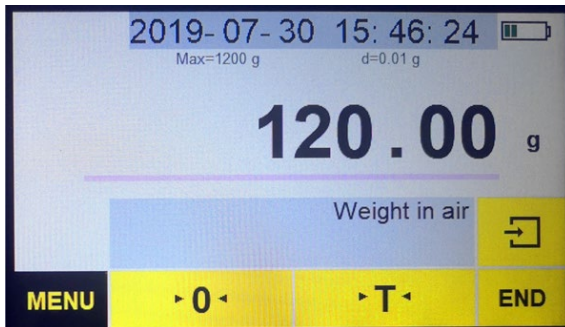 2019-07-30 15:46:24
Max=1200 g d=0.01 g
120.00 g
Weight in air
MENU ►0◄ ►T◄ END